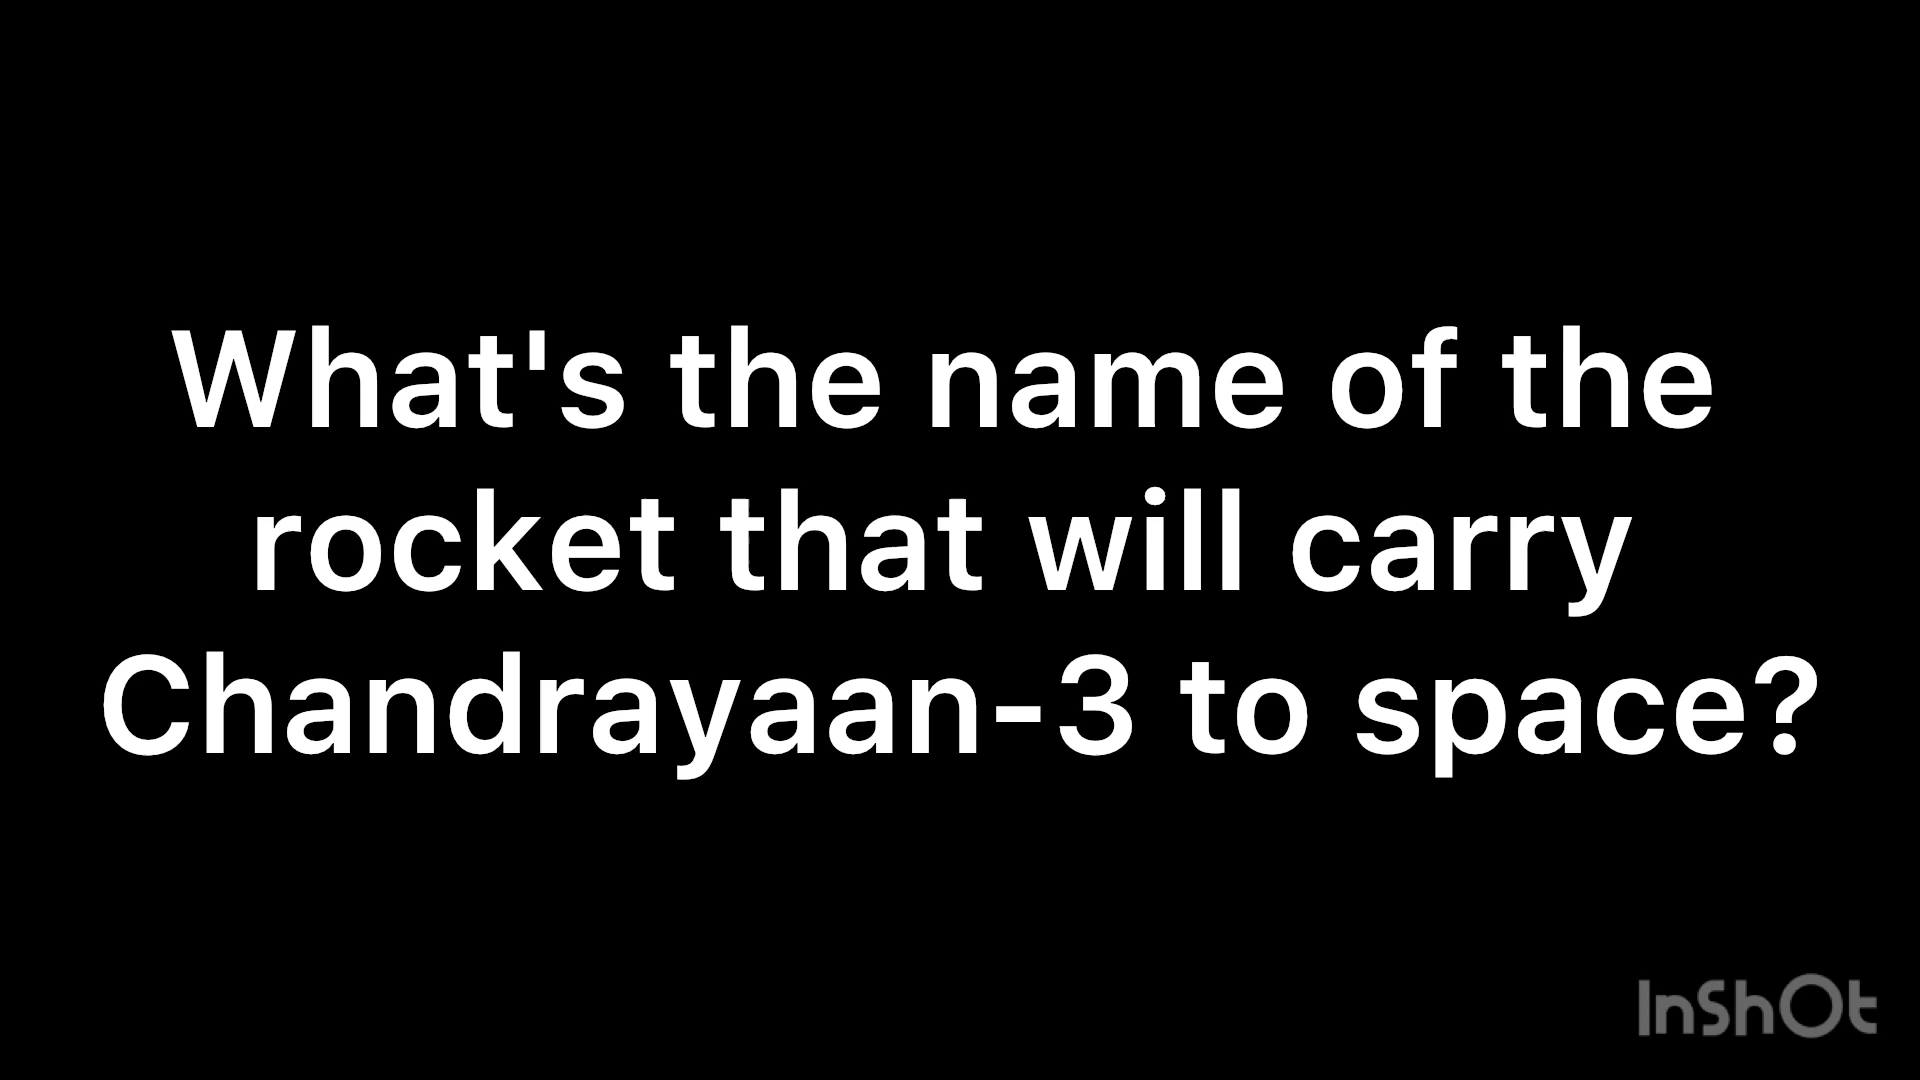 What's the name of the
rocket that will carry
Chandrayaan-3 to space?
InShOt